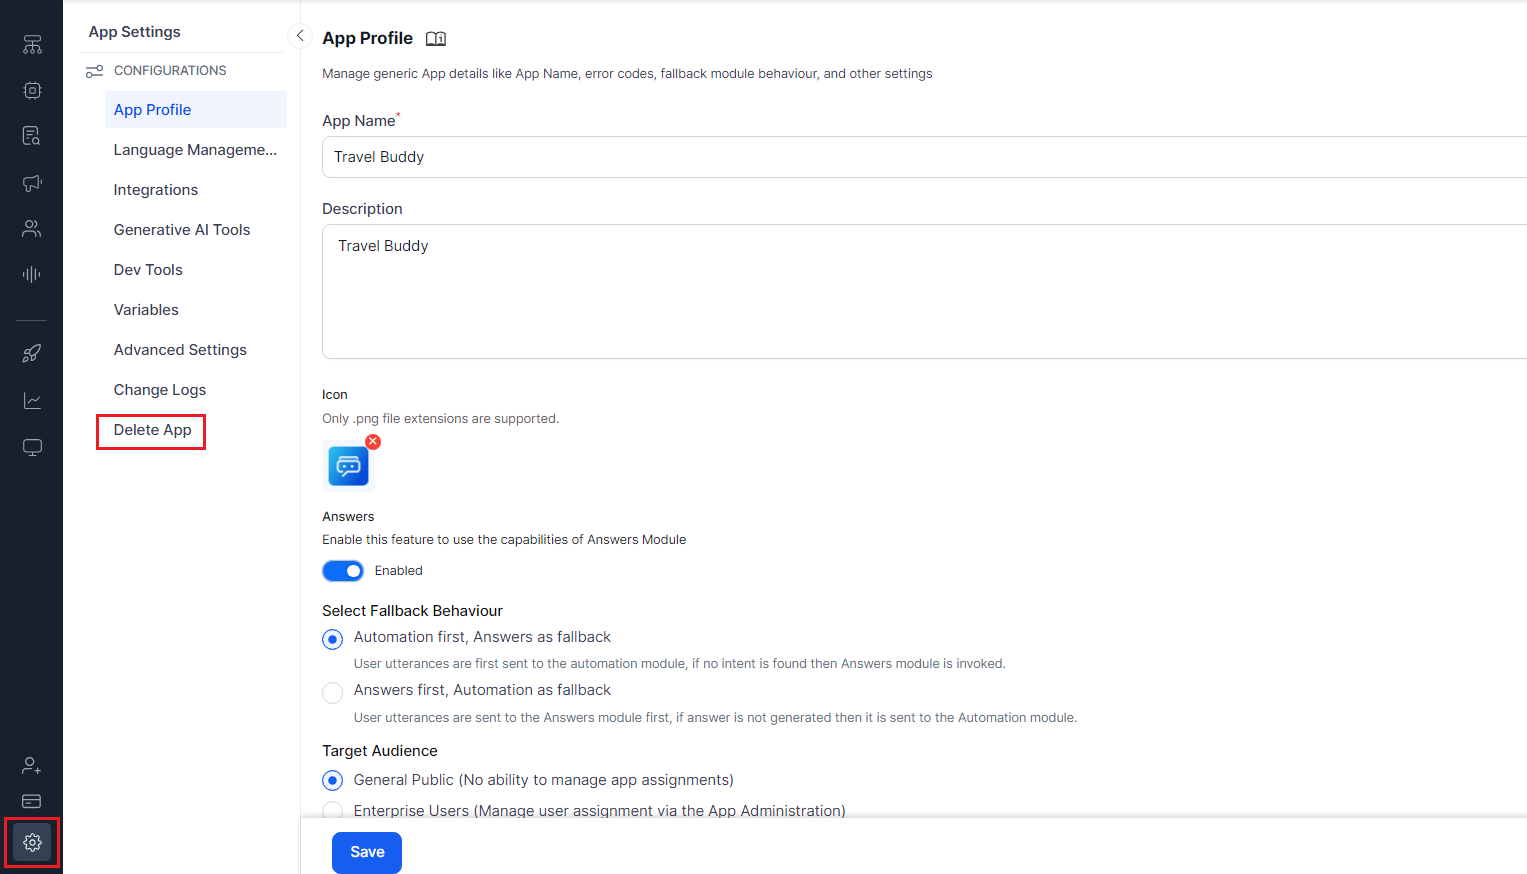 App Settings
CONFIGURATIONS
App Profile
Language Manageme...
Integrations
Generative AI Tools
Dev Tools
Variables
Advanced Settings
Change Logs
Delete App
App Profile
Manage generic App details like App Name, error codes, fallback module behaviour, and other settings
App Name*
Travel Buddy
Description
Travel Buddy
Icon
Only .png file extensions are supported.
Answers
Enable this feature to use the capabilities of Answers Module
Enabled
Select Fallback Behaviour
Automation first, Answers as fallback
User utterances are first sent to the automation module, if no intent is found then Answers module is invoked.
Answers first, Automation as fallback
User utterances are sent to the Answers module first, if answer is not generated then it is sent to the Automation module.
Target Audience
General Public (No ability to manage app assignments)
Enterprise Users (Manage user assignment via the App Administration)
Save